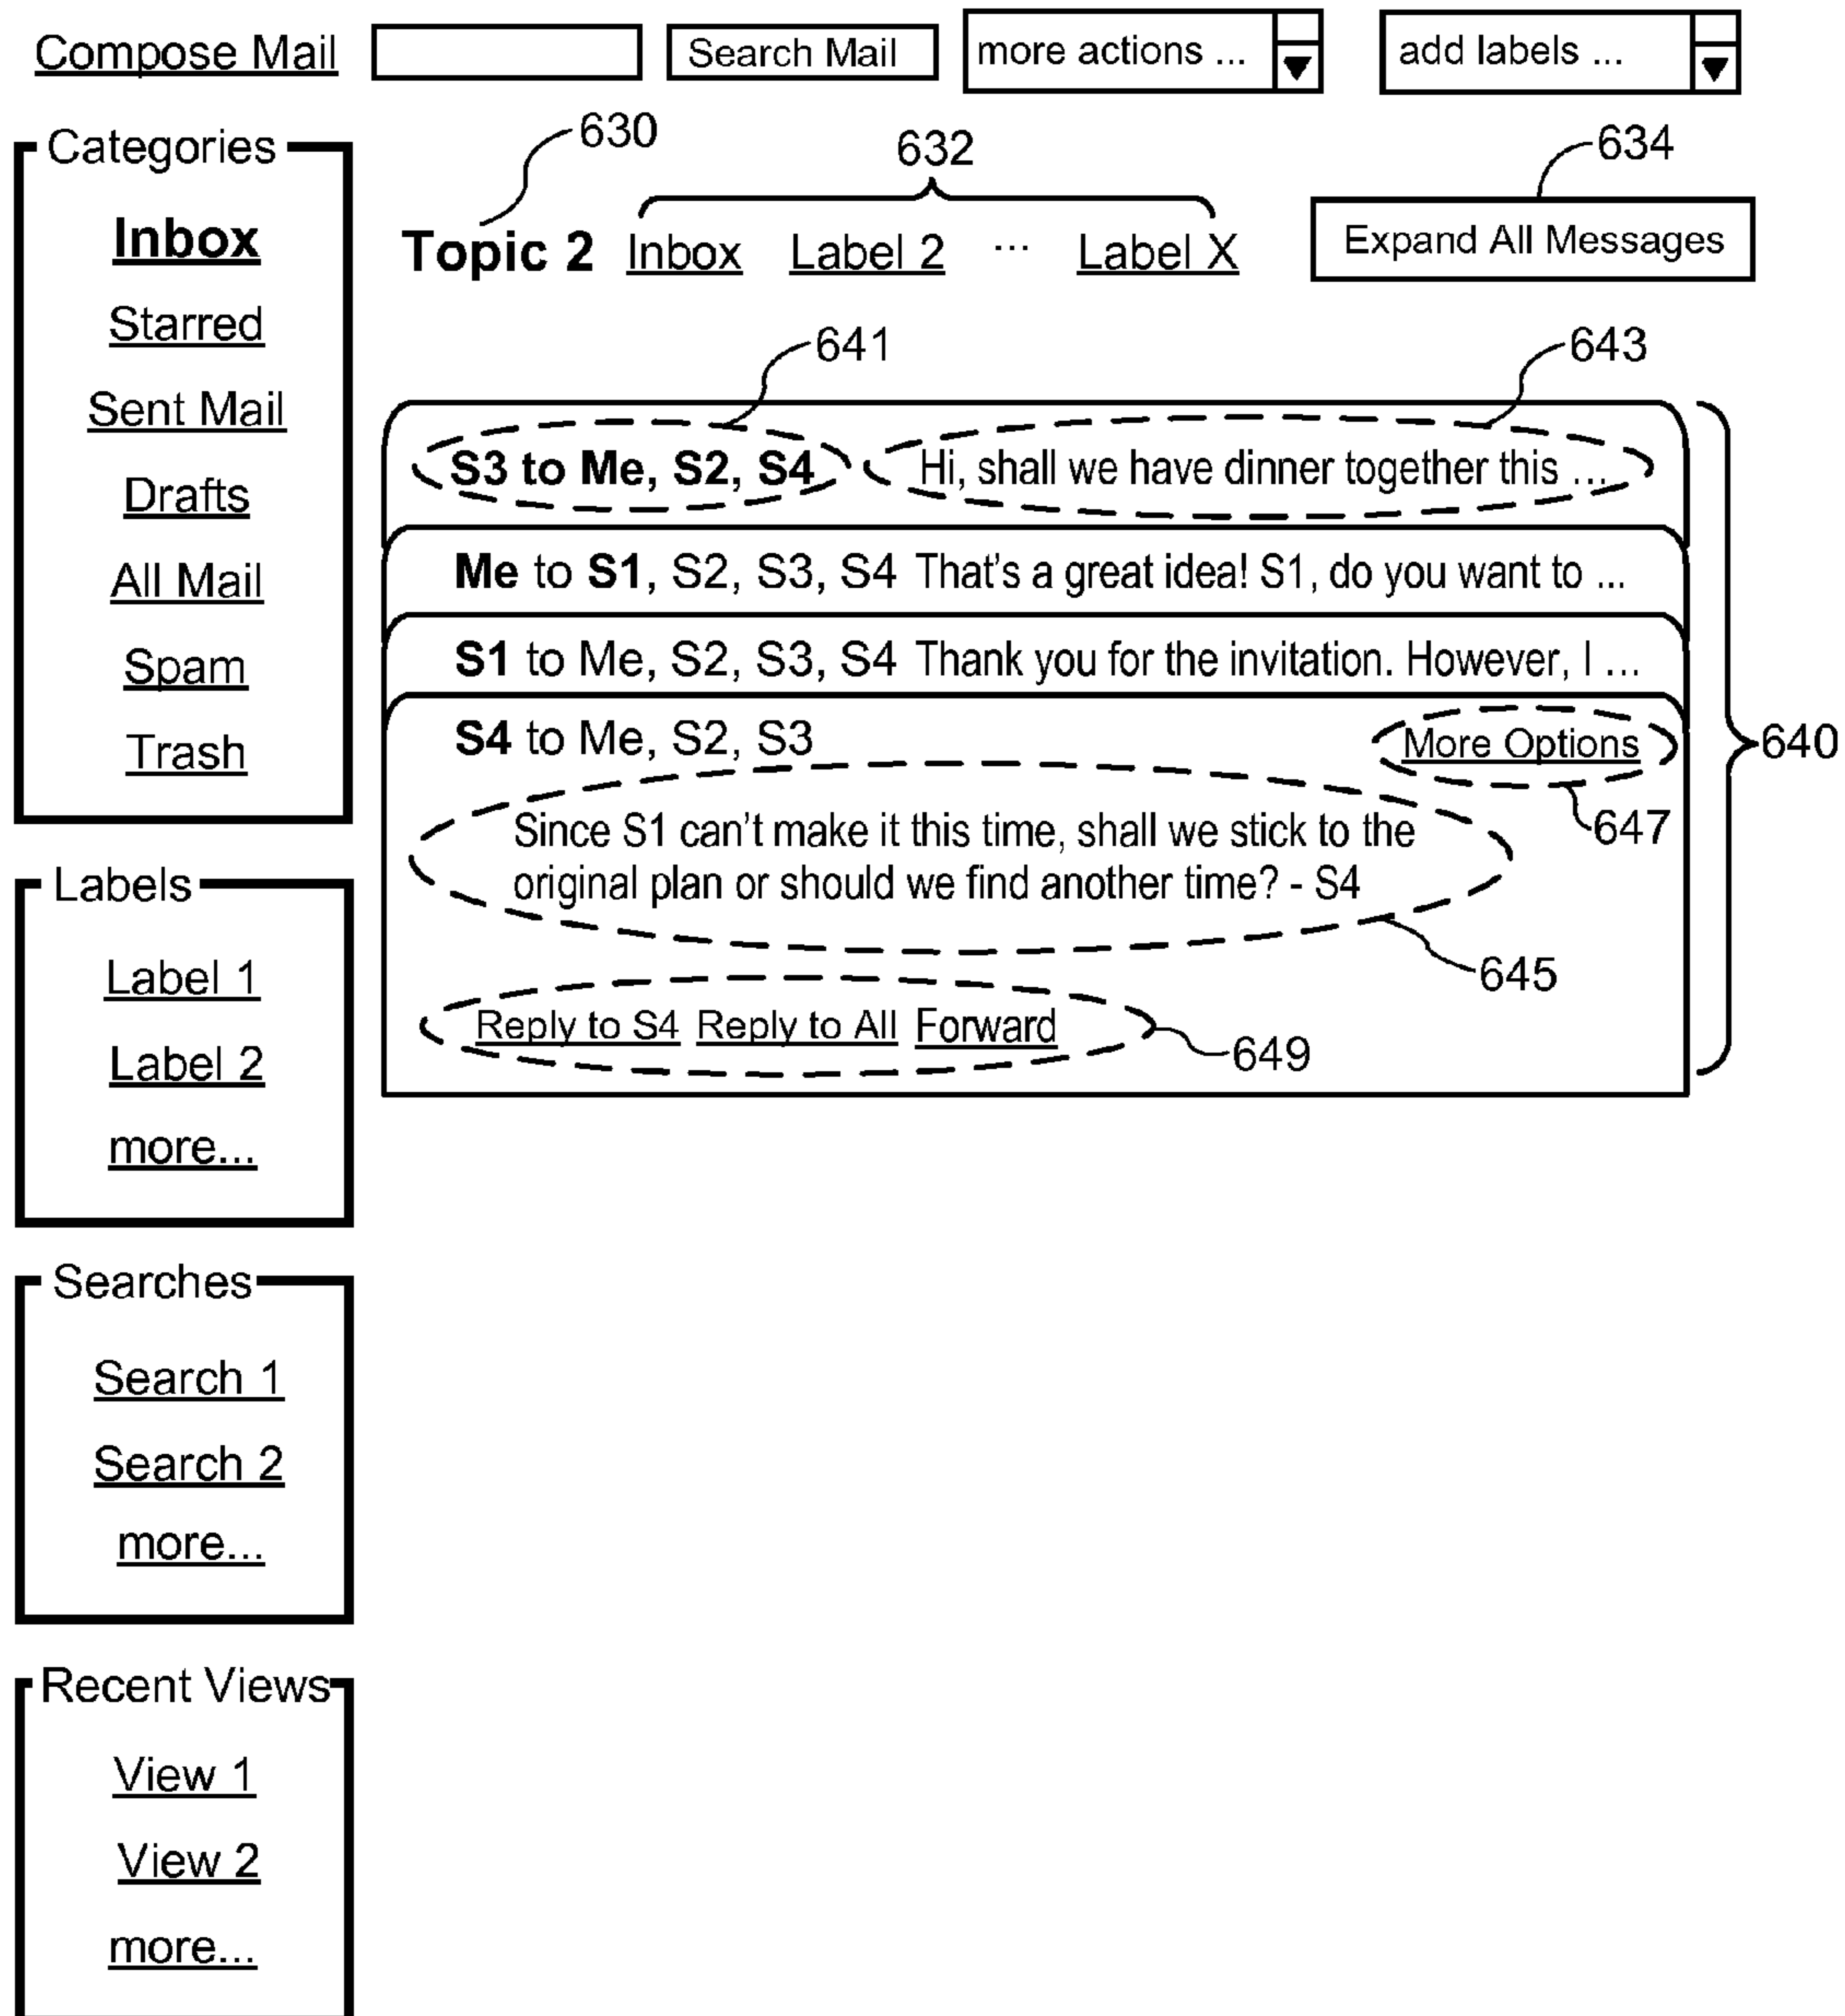 Compose Mail Search Mail more actions ... add labels ...
Categories
Inbox
Starred
Sent Mail
Drafts
All Mail
Spam
Trash
Labels
Label 1
Label 2
more...
Searches
Search 1
Search 2
more...
Recent Views
View 1
View 2
more...
630
632
634
Topic 2 Inbox Label 2 ... Label X Expand All Messages
641
643
S3 to Me, S2, S4 Hi, shall we have dinner together this ...
Me to S1, S2, S3, S4 That's a great idea! S1, do you want to ...
S1 to Me, S2, S3, S4 Thank you for the invitation. However, I ...
S4 to Me, S2, S3 More Options
640
647
Since S1 can't make it this time, shall we stick to the
original plan or should we find another time? - S4
645
Reply to S4 Reply to All Forward
649